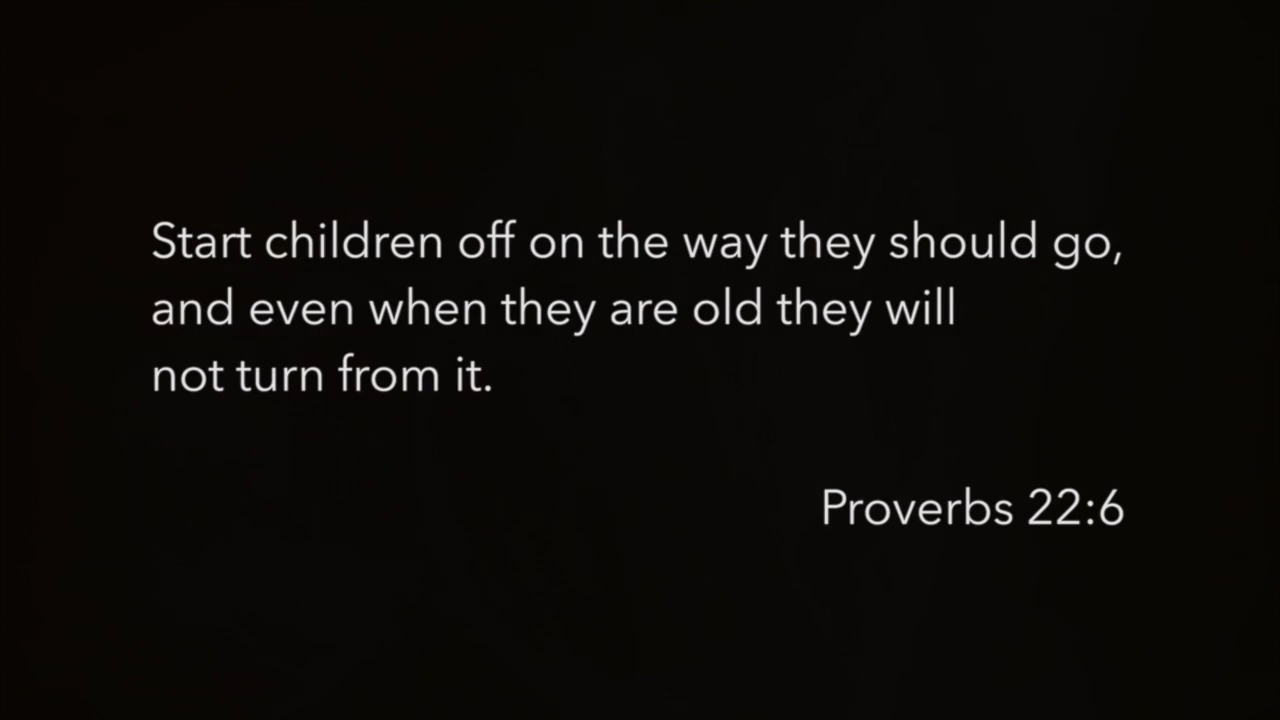 Start children off on the way they should go,
and even when they are old they will
not turn from it.
Proverbs 22:6